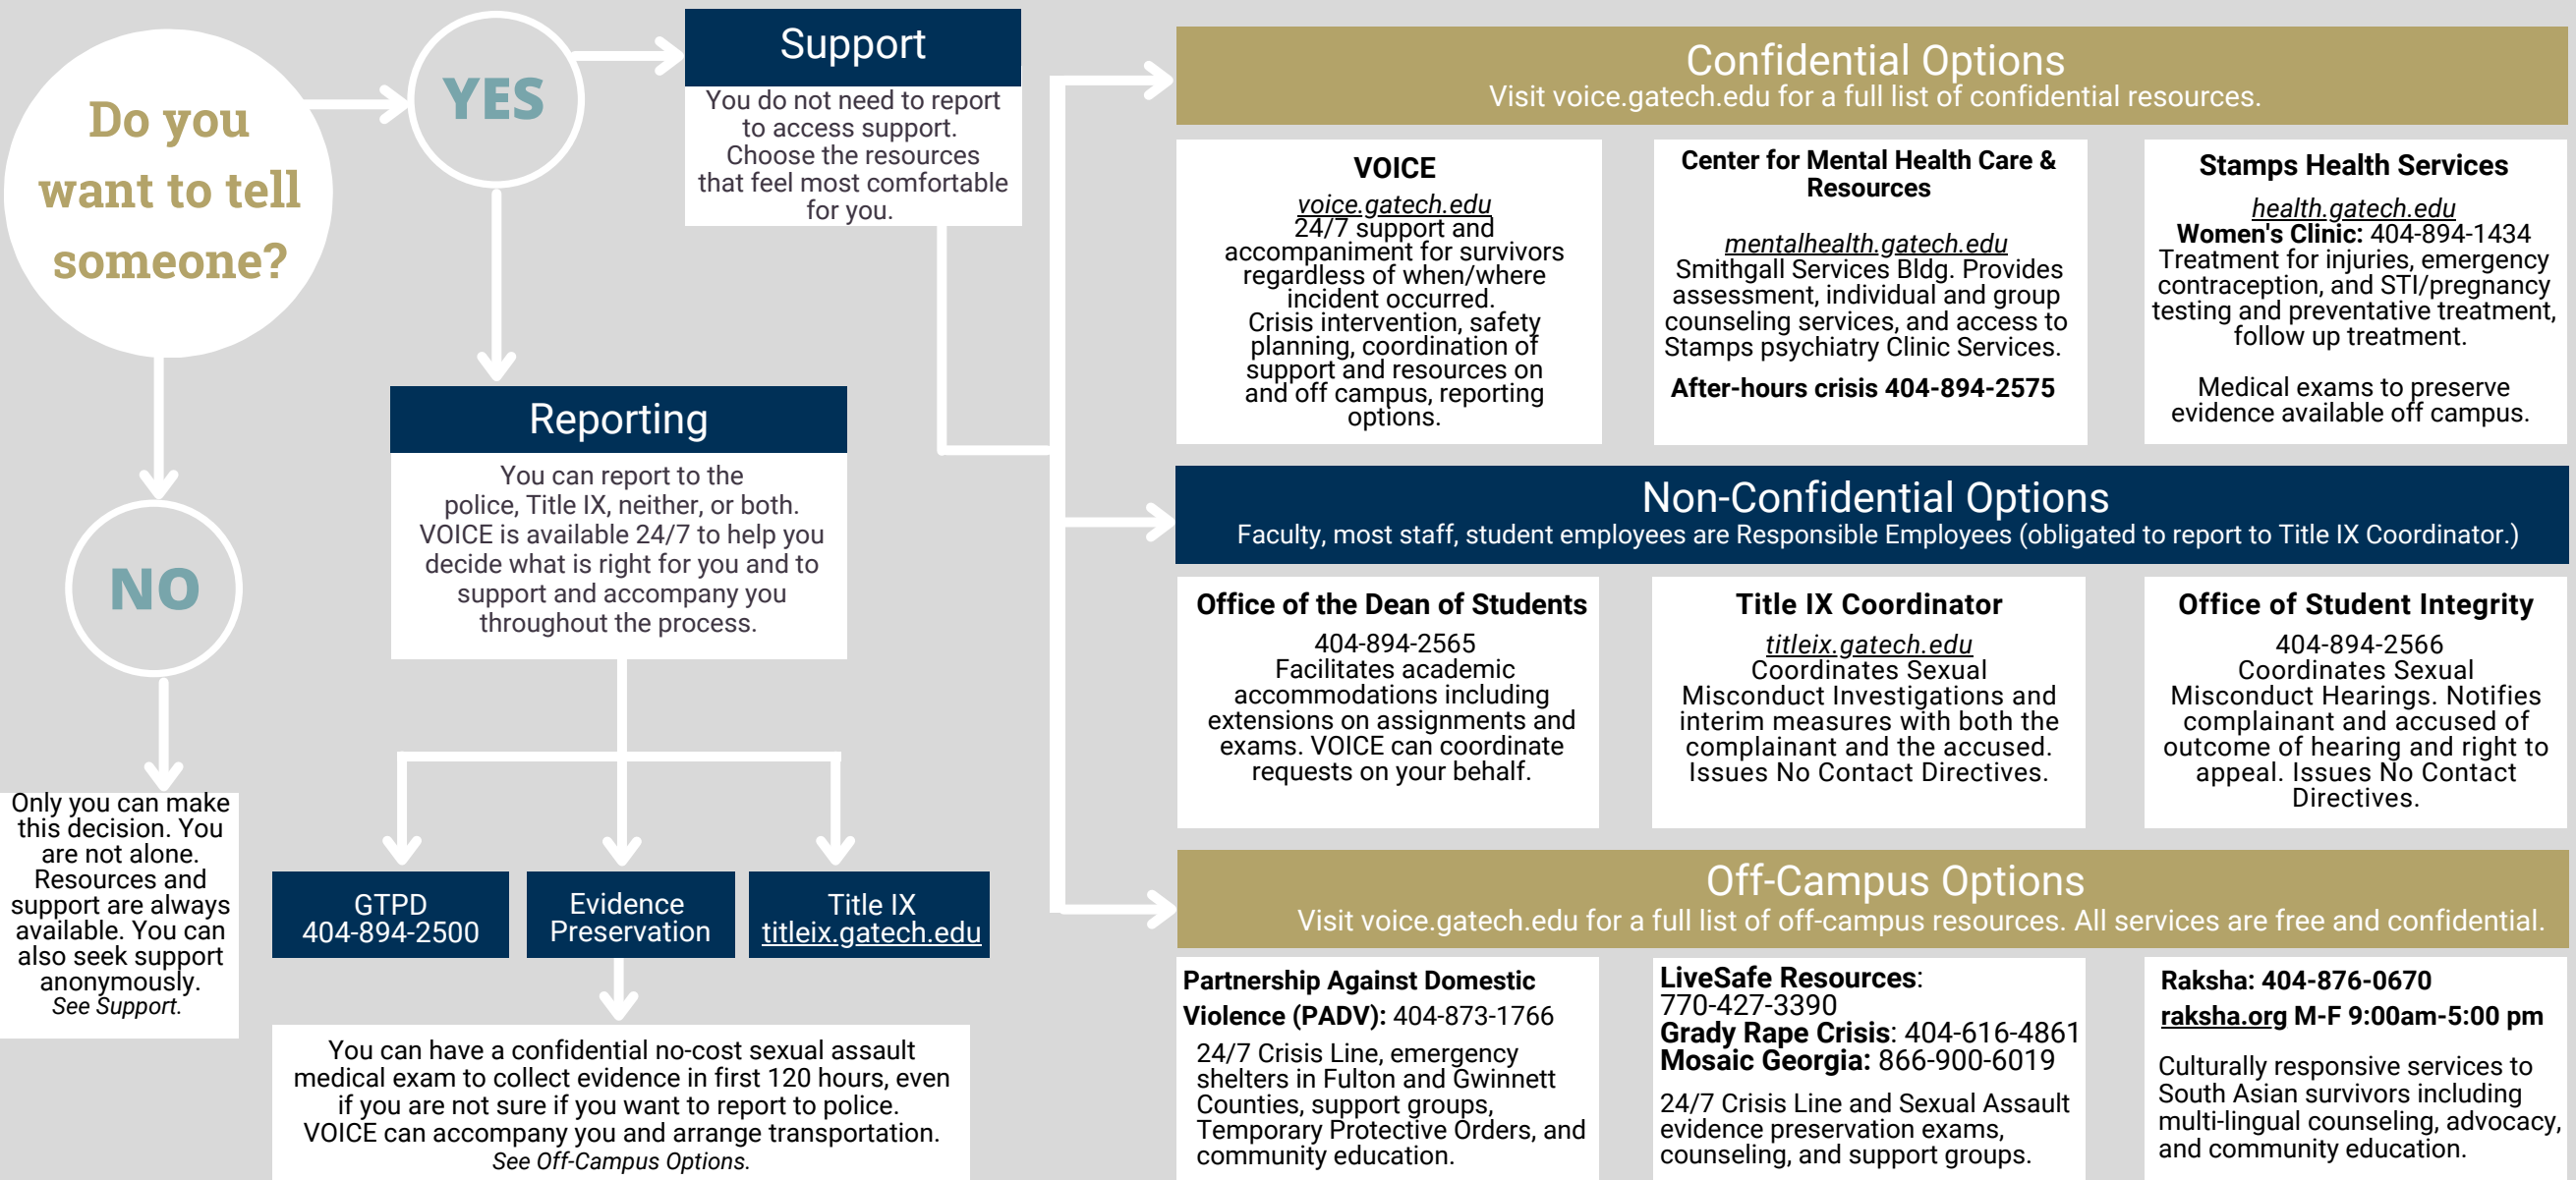 Do you
want to tell
someone?
YES
NO
Only you can make
this decision. You
are not alone.
Resources and
support are always
available. You can
also seek support
anonymously.
See Support.
Support
You do not need to report
to access support.
Choose the resources
that feel most comfortable
for you.
Reporting
You can report to the
police, Title IX, neither, or both.
VOICE is available 24/7 to help you
decide what is right for you and to
support and accompany you
throughout the process.
GTPD
404-894-2500
Evidence
Preservation
Title IX
titleix.gatech.edu
You can have a confidential no-cost sexual assault
medical exam to collect evidence in first 120 hours, even
if you are not sure if you want to report to police.
VOICE can accompany you and arrange transportation.
See Off-Campus Options.
Confidential Options
Visit voice.gatech.edu for a full list of confidential resources.
VOICE
voice.gatech.edu
24/7 support and
accompaniment for survivors
regardless of when/where
incident occurred.
Crisis intervention, safety
planning, coordination of
support and resources on
and off campus, reporting
options.
Center for Mental Health Care &
Resources
mentalhealth.gatech.edu
Smithgall Services Bldg. Provides
assessment, individual and group
counseling services, and access to
Stamps psychiatry Clinic Services.
After-hours crisis 404-894-2575
Stamps Health Services
health.gatech.edu
Women's Clinic: 404-894-1434
Treatment for injuries, emergency
contraception, and STI/pregnancy
testing and preventative treatment,
follow up treatment.
Medical exams to preserve
evidence available off campus.
Non-Confidential Options
Faculty, most staff, student employees are Responsible Employees (obligated to report to Title IX Coordinator.)
Office of the Dean of Students
404-894-2565
Facilitates academic
accommodations including
extensions on assignments and
exams. VOICE can coordinate
requests on your behalf.
Title IX Coordinator
titleix.gatech.edu
Coordinates Sexual
Misconduct Investigations and
interim measures with both the
complainant and the accused.
Issues No Contact Directives.
Office of Student Integrity
404-894-2566
Coordinates Sexual
Misconduct Hearings. Notifies
complainant and accused of
outcome of hearing and right to
appeal. Issues No Contact
Directives.
Off-Campus Options
Visit voice.gatech.edu for a full list of off-campus resources. All services are free and confidential.
Partnership Against Domestic
Violence (PADV): 404-873-1766
24/7 Crisis Line, emergency
shelters in Fulton and Gwinnett
Counties, support groups,
Temporary Protective Orders, and
community education.
LiveSafe Resources:
770-427-3390
Grady Rape Crisis: 404-616-4861
Mosaic Georgia: 866-900-6019
24/7 Crisis Line and Sexual Assault
evidence preservation exams,
counseling, and support groups.
Raksha: 404-876-0670
raksha.org M-F 9:00am-5:00 pm
Culturally responsive services to
South Asian survivors including
multi-lingual counseling, advocacy,
and community education.